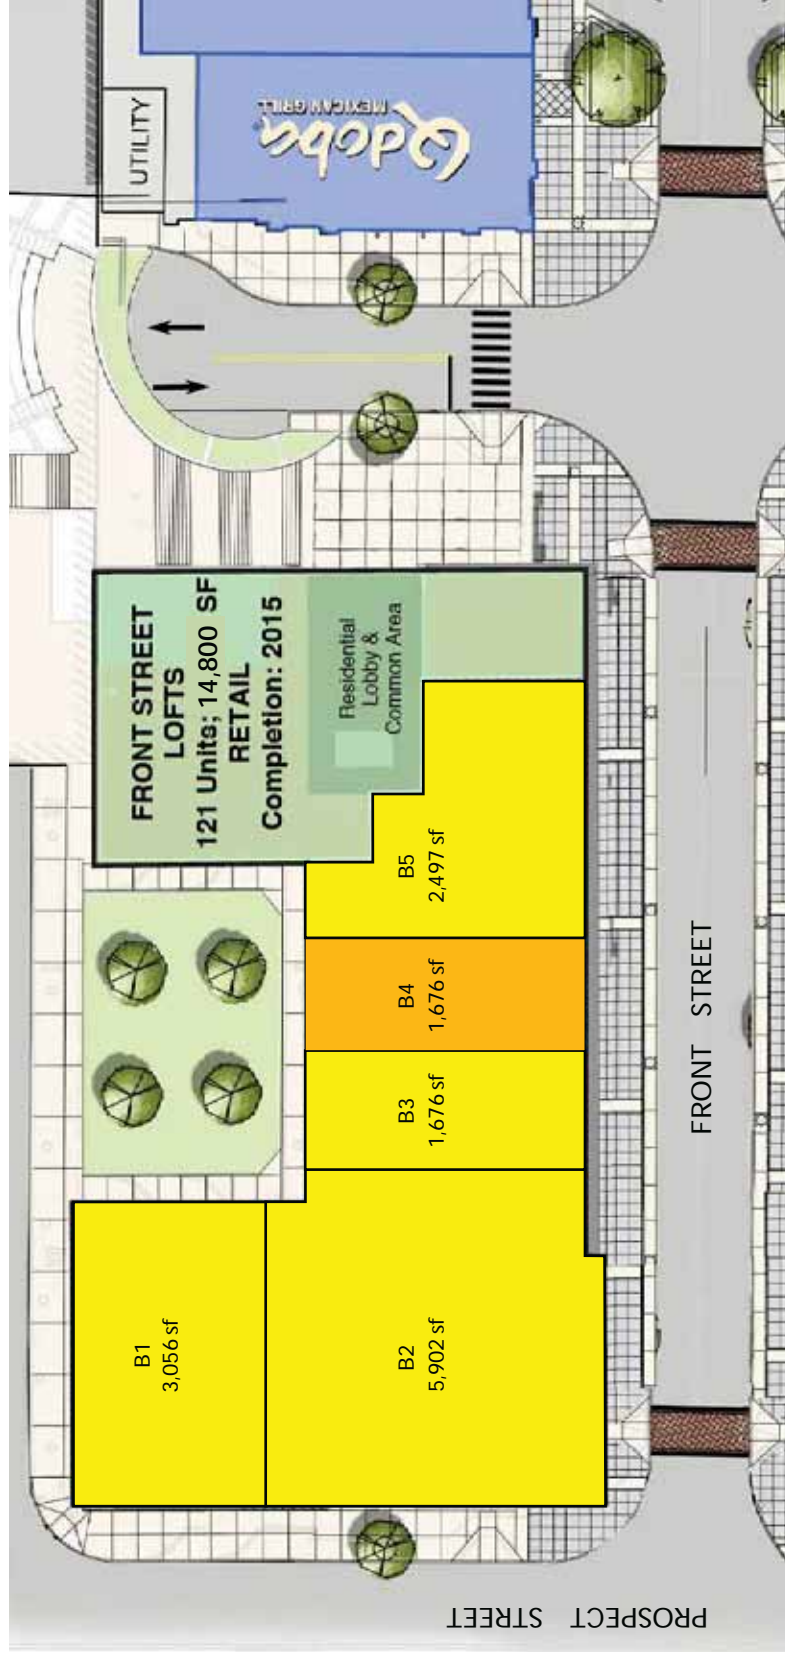 Qdoba
MEXICAN GRILL
UTILITY
FRONT STREET
LOFTS
121 Units; 14,800 SF
RETAIL
Completion: 2015
Residential
Lobby &
Common Area
B5
2,497 sf
B4
1,676 sf
B3
1,676 sf
B1
3,056 sf
B2
5,902 sf
FRONT STREET
PROSPECT STREET